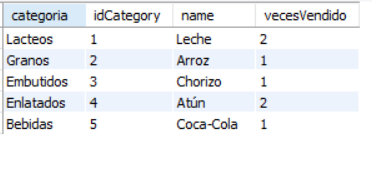 categoria idCategory name vecesVendido
Lacteos 1 Leche 2
Granos 2 Arroz 1
Embutidos 3 Chorizo 1
Enlatados 4 Atún 2
Bebidas 5 Coca-Cola 1